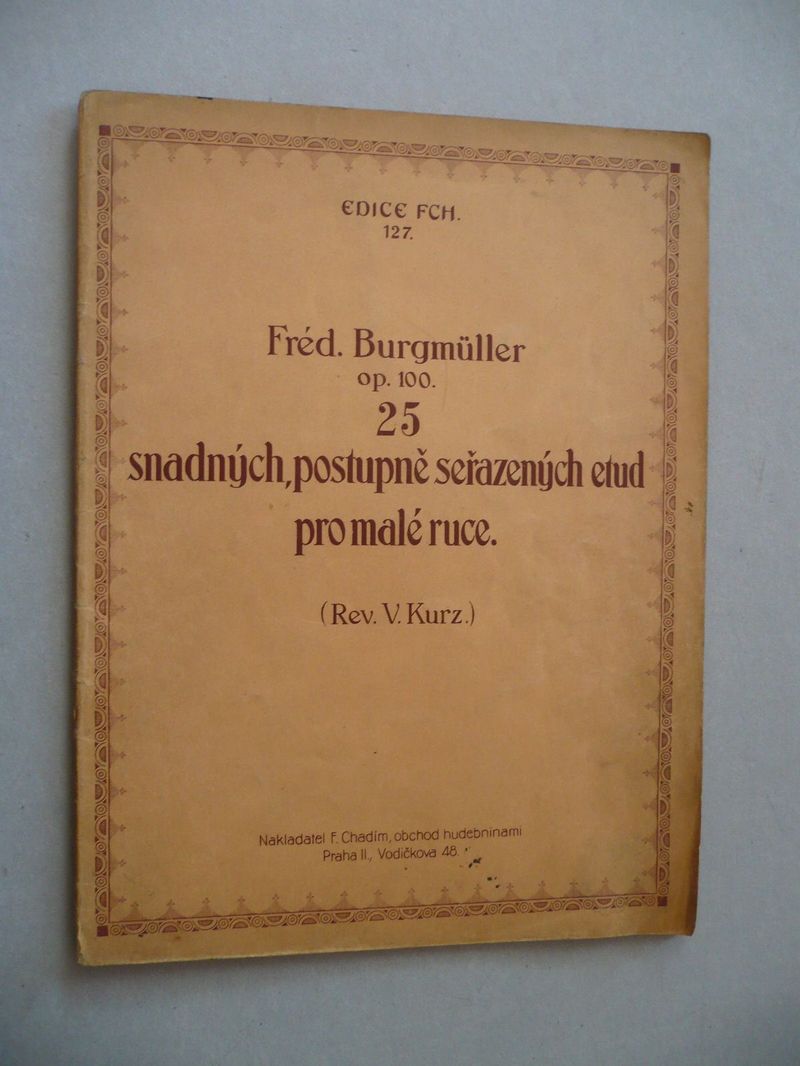 EDICE FCH.
127.
Fréd. Burgmüller
op. 100.
25
snadných, postupně seřazených etud
pro malé ruce.
(Rev. V. Kurz.)
Nakladatel F. Chadím, obchod hudebninami
Praha II., Vodičkova 48.